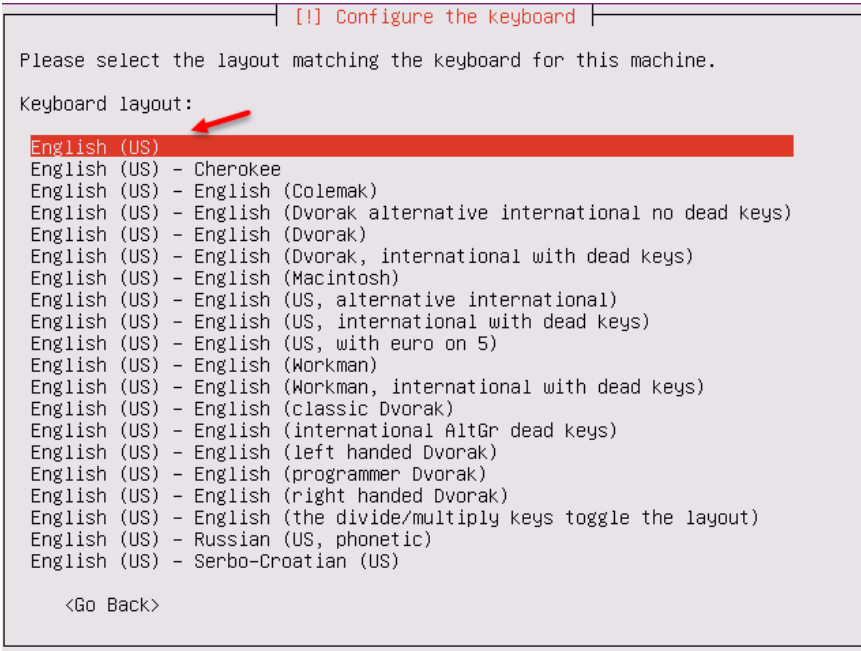 [!] Configure the keyboard
Please select the layout matching the keyboard for this machine.
Keyboard layout:
English (US)
English (US) - Cherokee
English (US) - English (Colemak)
English (US) - English (Dvorak alternative international no dead keys)
English (US) - English (Dvorak)
English (US) - English (Dvorak, international with dead keys)
English (US) - English (Macintosh)
English (US) - English (US, alternative international)
English (US) - English (US, international with dead keys)
English (US) - English (US, with euro on 5)
English (US) - English (Workman)
English (US) - English (Workman, international with dead keys)
English (US) - English (classic Dvorak)
English (US) - English (international AltGr dead keys)
English (US) - English (left handed Dvorak)
English (US) - English (programmer Dvorak)
English (US) - English (right handed Dvorak)
English (US) - English (the divide/multiply keys toggle the layout)
English (US) - Russian (US, phonetic)
English (US) - Serbo-Croatian (US)
<Go Back>